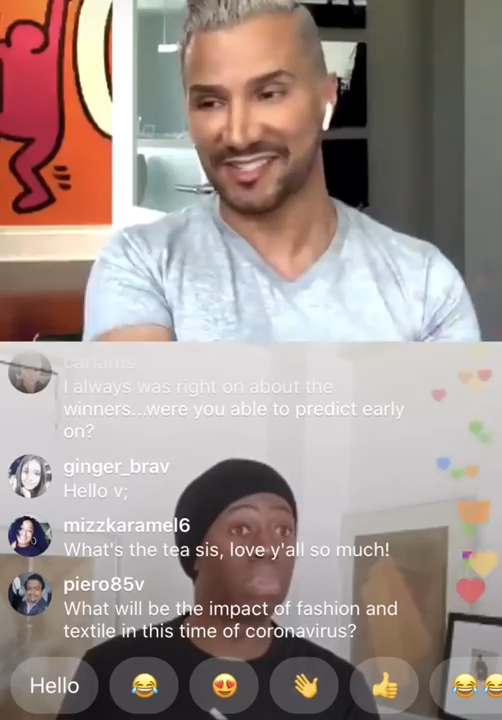 carlams
I always was right on about the
winners...were you able to predict early
on?
ginger_brav
Hello v;
mizzkaramel6
What's the tea sis, love y'all so much!
piero85v
What will be the impact of fashion and
textile in this time of coronavirus?
Hello